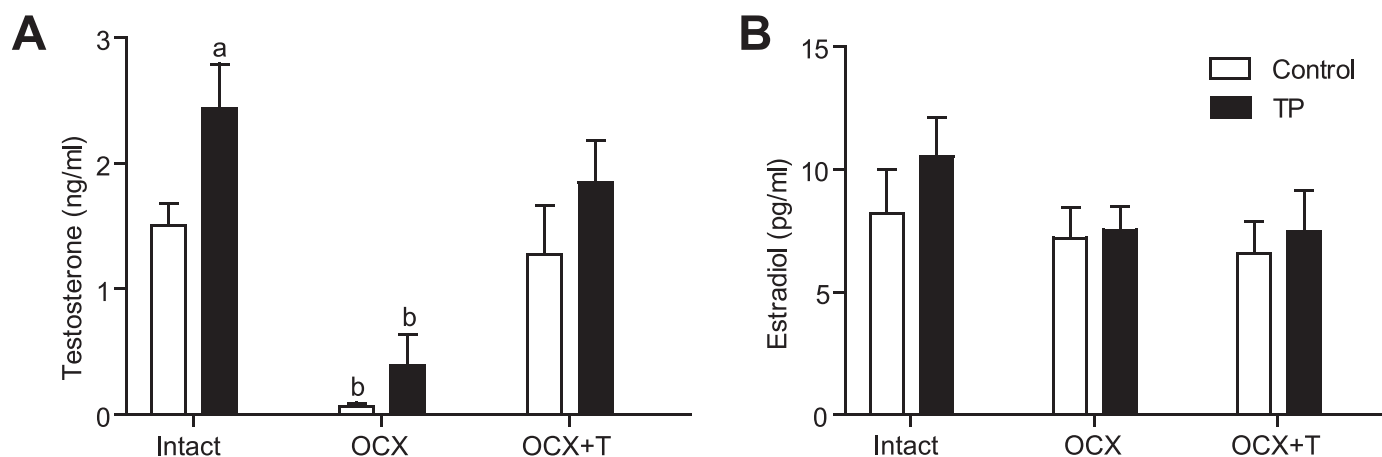 A
Testosterone (ng/ml)
3
2
1
0
a
b
b
Intact
OCX
OCX+T
B
Estradiol (pg/ml)
15
10
5
0
Control
TP
Intact
OCX
OCX+T